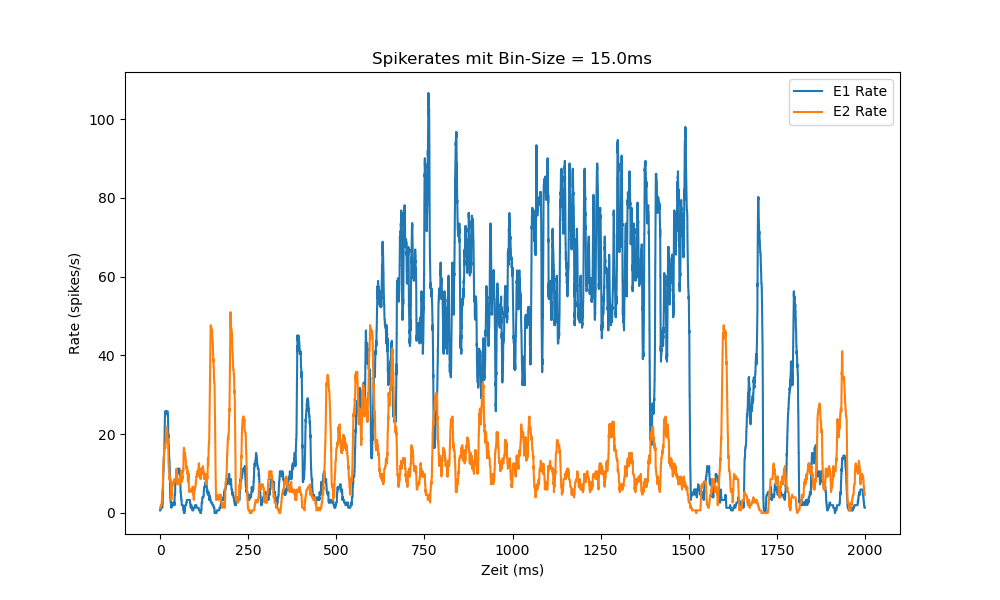 Spikerates mit Bin-Size = 15.0ms
E1 Rate
E2 Rate
Rate (spikes/s)
100
80
60
40
20
0
0 250 500 750 1000 1250 1500 1750 2000
Zeit (ms)